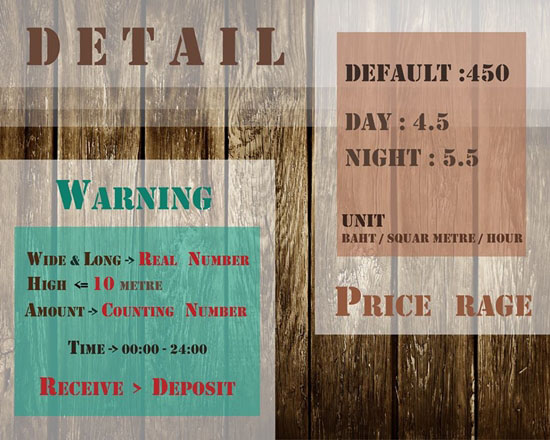 DETAIL
WARNING
WIDE & LONG -> REAL NUMBER
HIGH <= 10 METRE
AMOUNT -> COUNTING NUMBER
TIME -> 00:00 - 24:00
RECEIVE > DEPOSIT
DEFAULT :450
DAY : 4.5
NIGHT : 5.5
UNIT
BAHT / SQUAR METRE / HOUR
PRICE RAGE